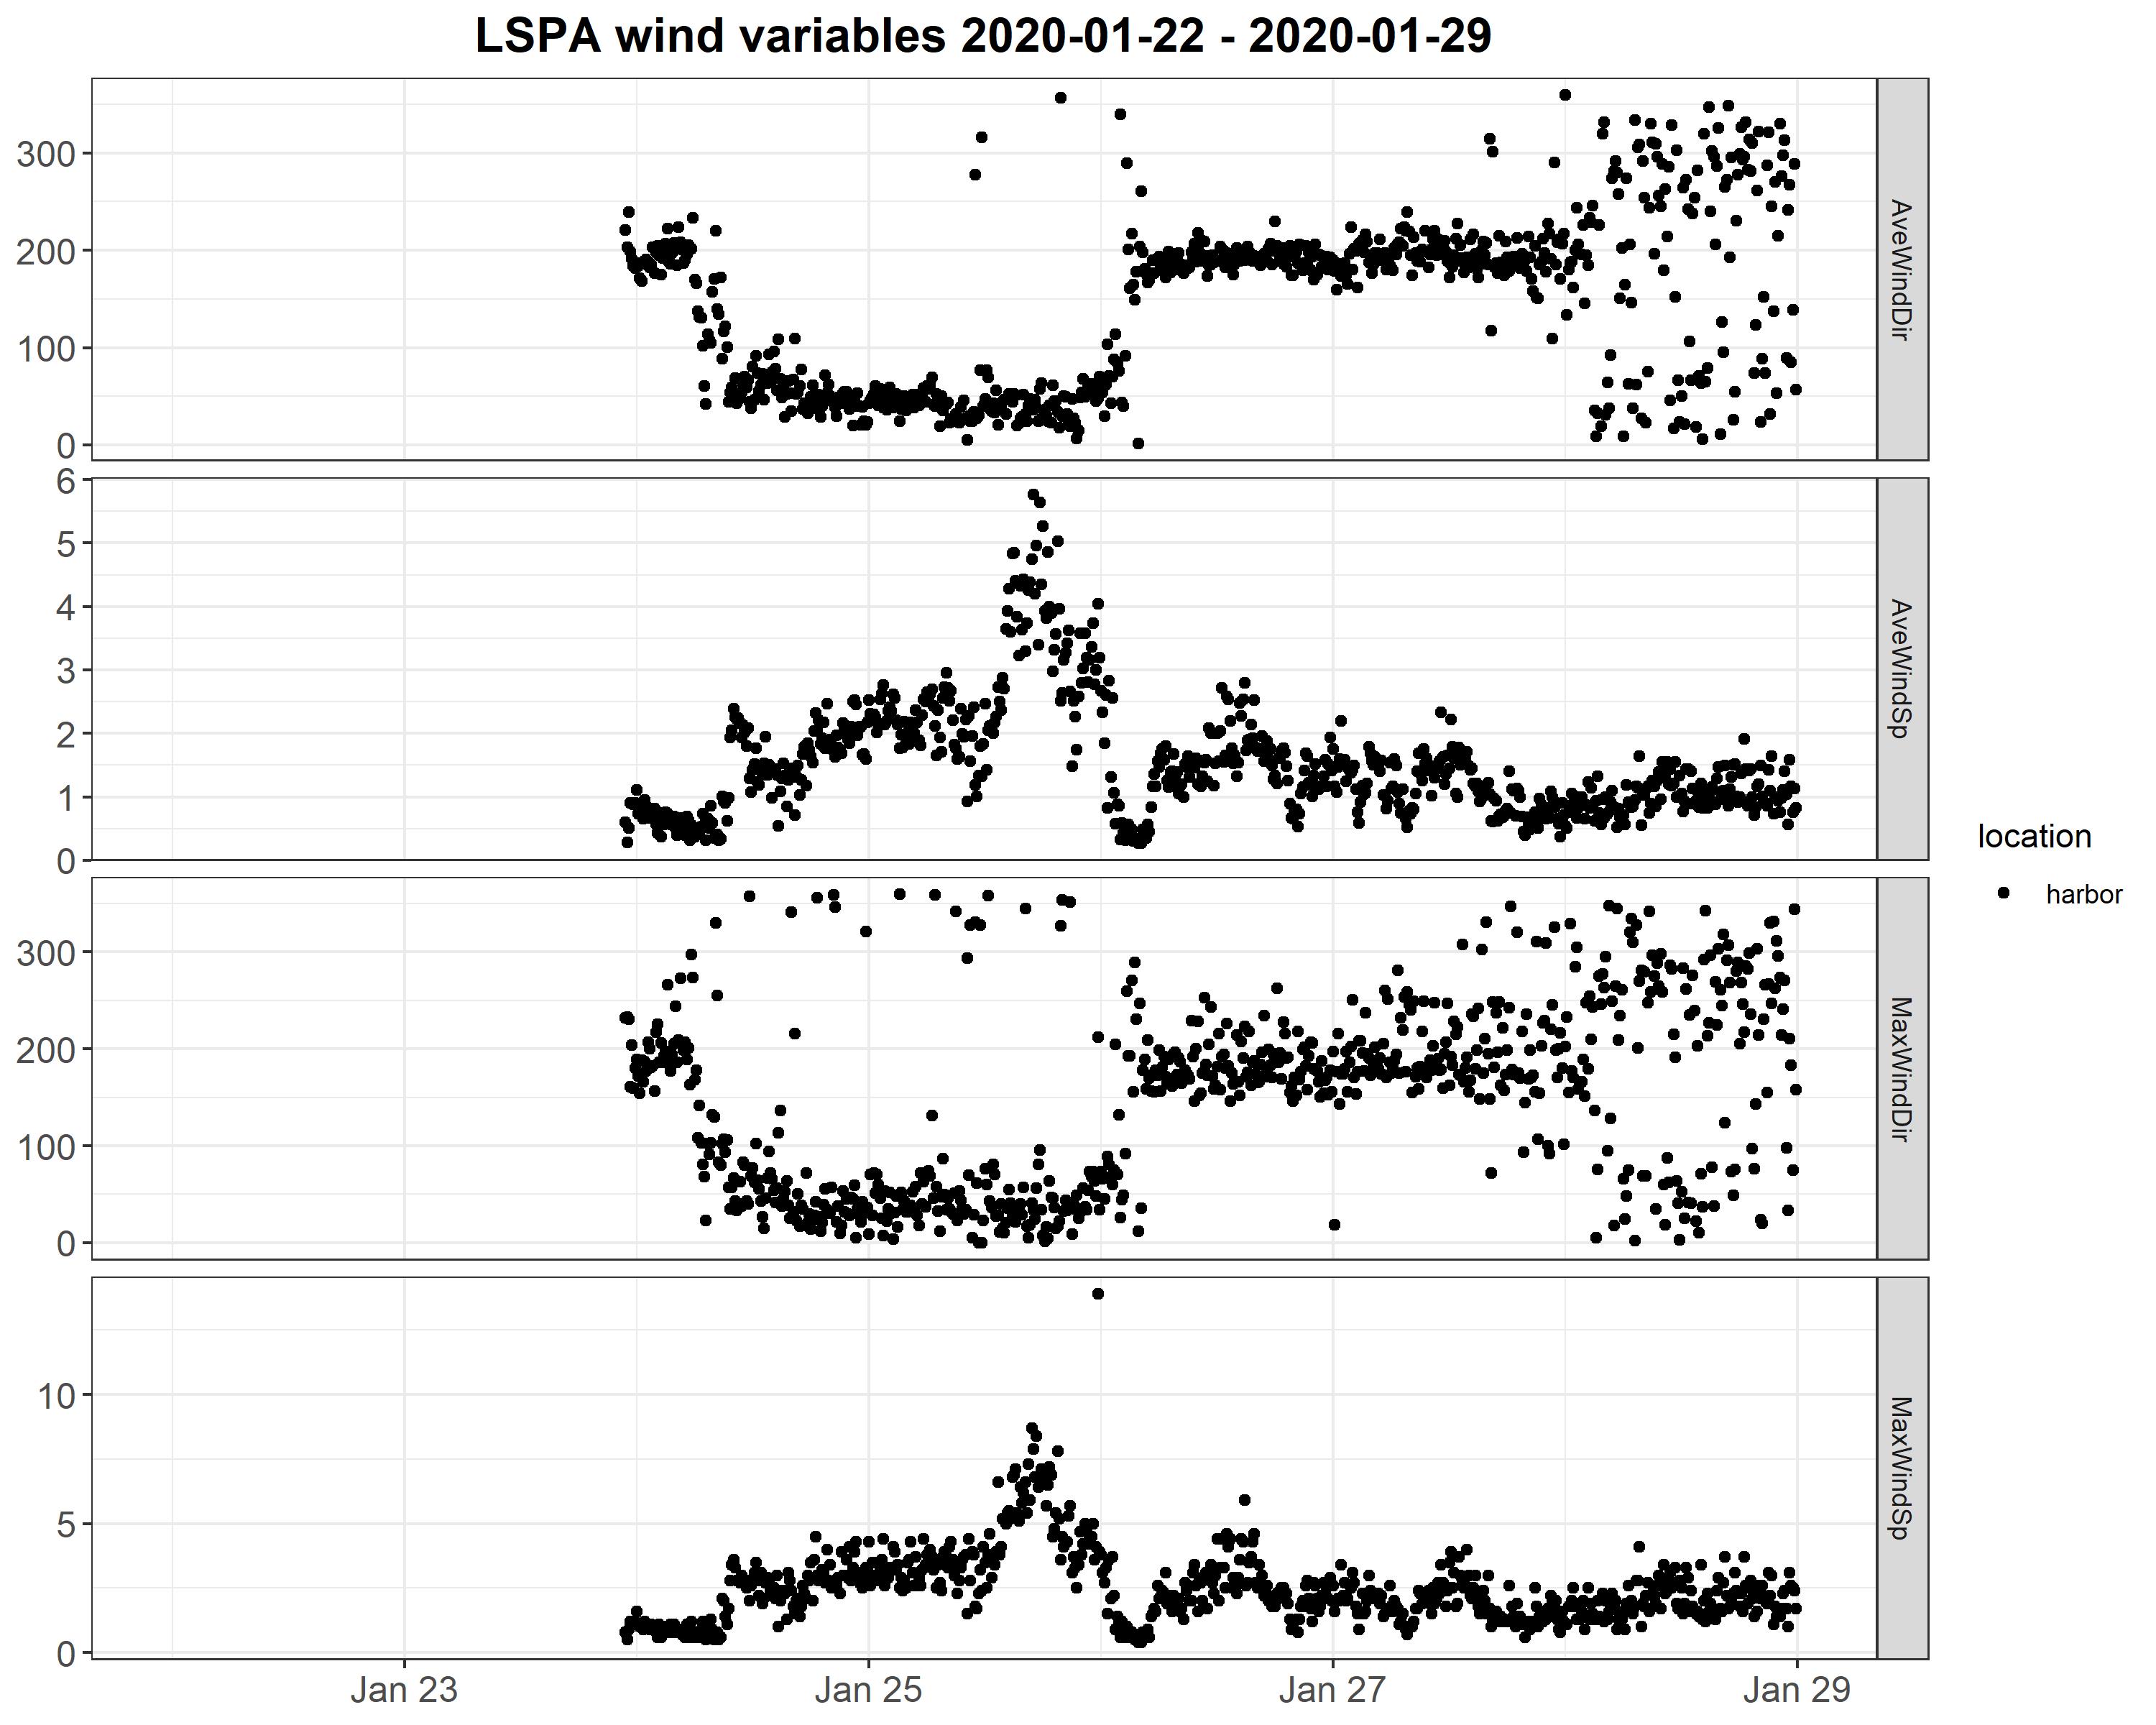 LSPA wind variables 2020-01-22 - 2020-01-29
300
200
100
0
AveWindDir
6
5
4
3
2
1
0
AveWindSp
300
200
100
0
MaxWindDir
10
5
0
MaxWindSp
Jan 23
Jan 25
Jan 27
Jan 29
location
harbor